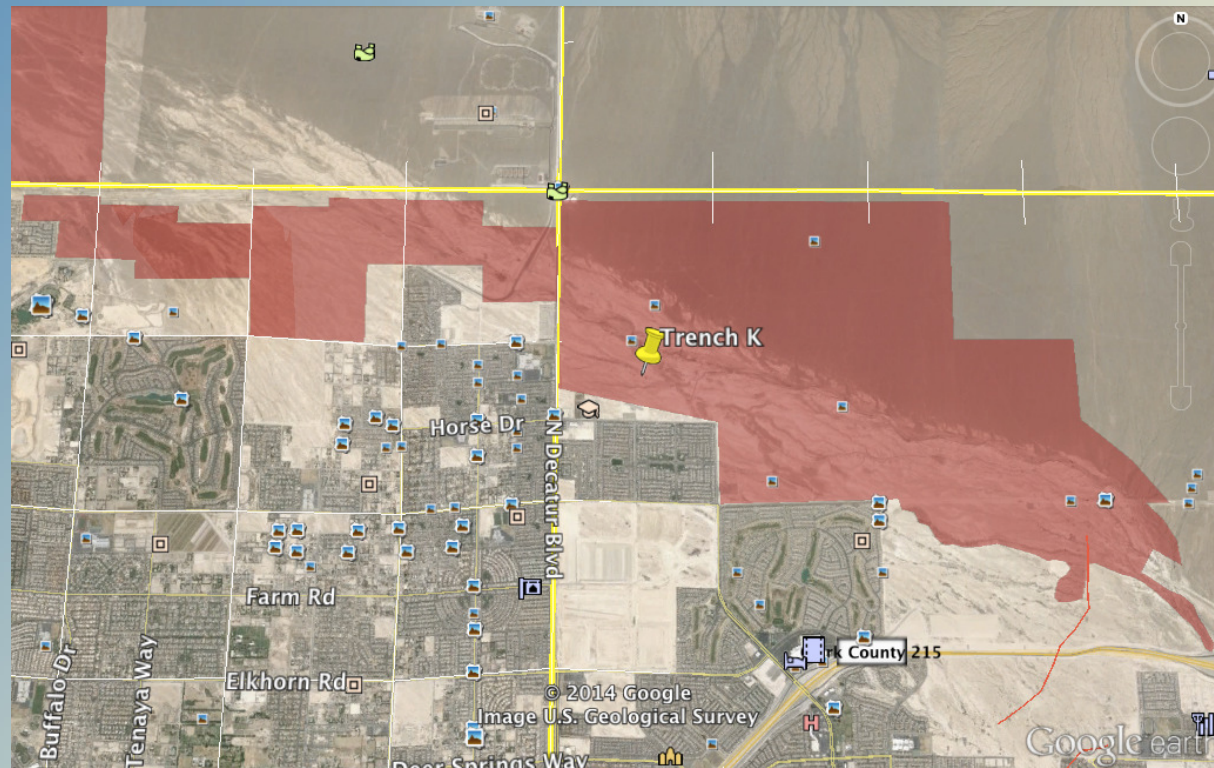 N
Trench K
Horse Dr
N Decatur Blvd
Farm Rd
rk County 215
Buffalo Dr
Tenaya Way
Elkhorn Rd
© 2014 Google
Image U.S. Geological Survey
H
Google earth
Deer Springs Way